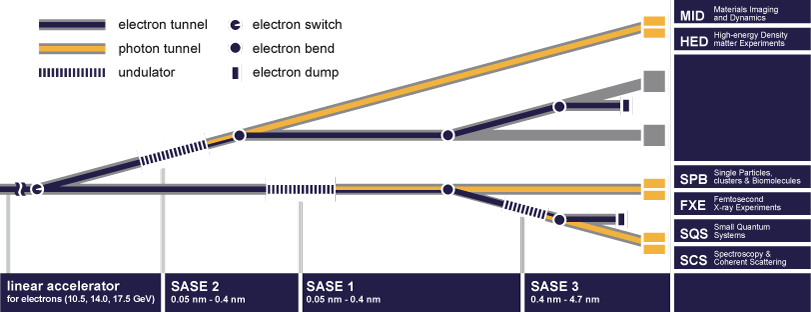 electron tunnel
photon tunnel
undulator
electron switch
electron bend
electron dump
MID
Materials Imaging
and Dynamics
HED
High-energy Density
matter Experiments
SPB
Single Particles,
clusters & Biomolecules
FXE
Femtosecond
X-ray Experiments
SQS
Small Quantum
Systems
SCS
Spectroscopy &
Coherent Scattering
linear accelerator
for electrons (10.5, 14.0, 17.5 GeV)
SASE 2
0.05 nm - 0.4 nm
SASE 1
0.05 nm - 0.4 nm
SASE 3
0.4 nm - 4.7 nm